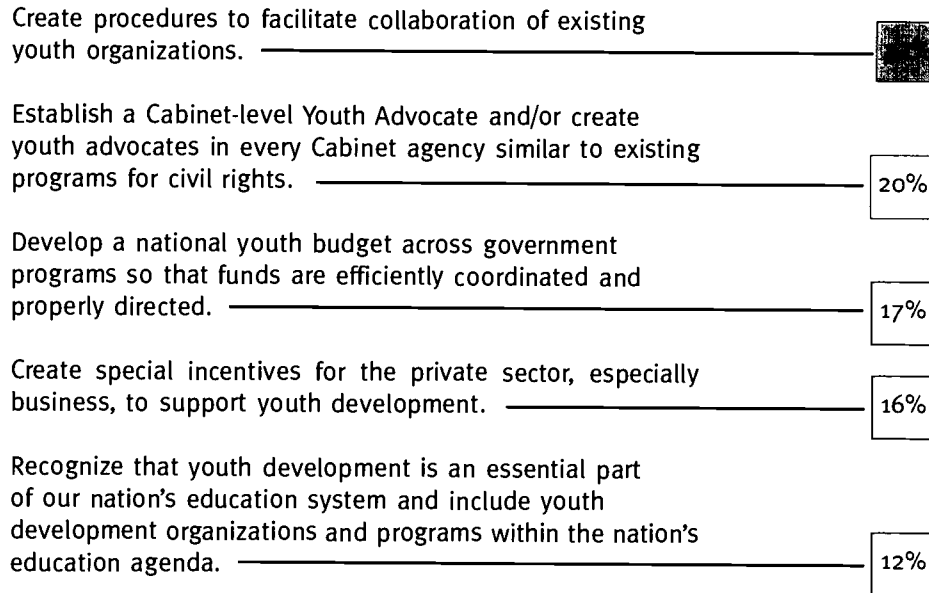 Create procedures to facilitate collaboration of existing
youth organizations.
Establish a Cabinet-level Youth Advocate and/or create
youth advocates in every Cabinet agency similar to existing
programs for civil rights.
20%
Develop a national youth budget across government
programs so that funds are efficiently coordinated and
properly directed.
17%
Create special incentives for the private sector, especially
business, to support youth development.
16%
Recognize that youth development is an essential part
of our nation's education system and include youth
development organizations and programs within the nation's
education agenda.
12%